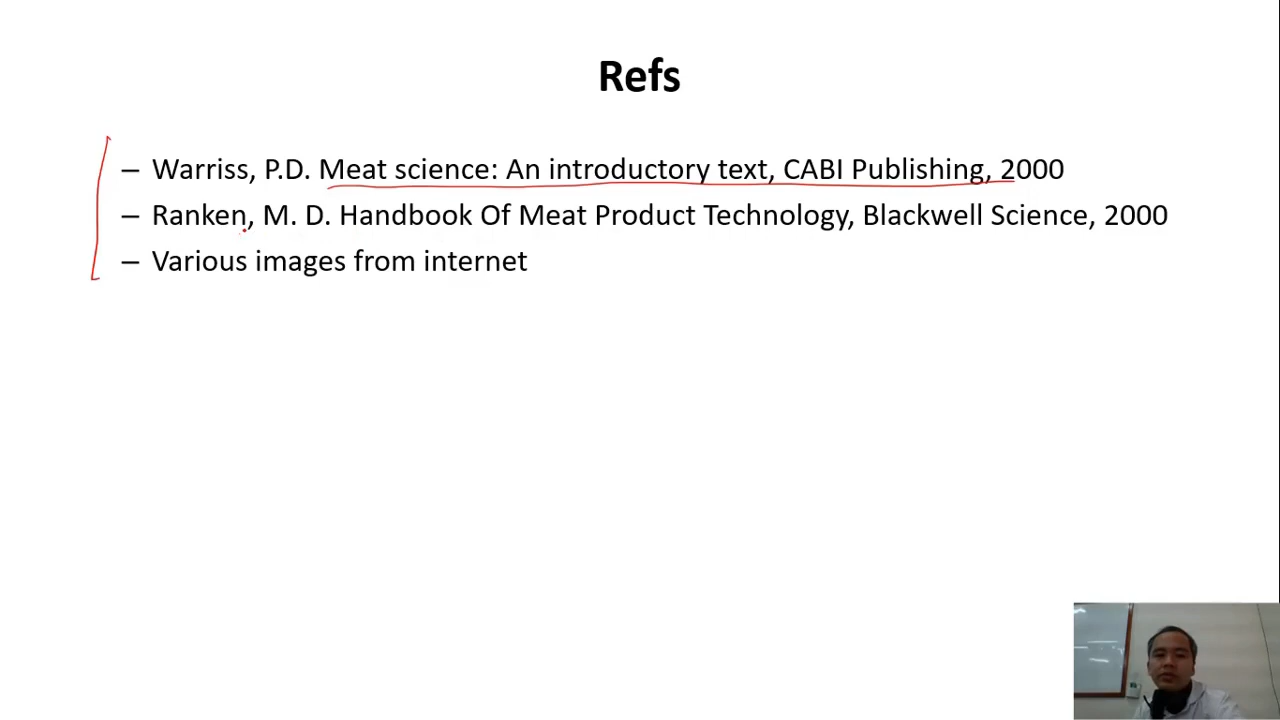 Refs
– Warriss, P.D. Meat science: An introductory text, CABI Publishing, 2000
– Ranken, M. D. Handbook Of Meat Product Technology, Blackwell Science, 2000
– Various images from internet